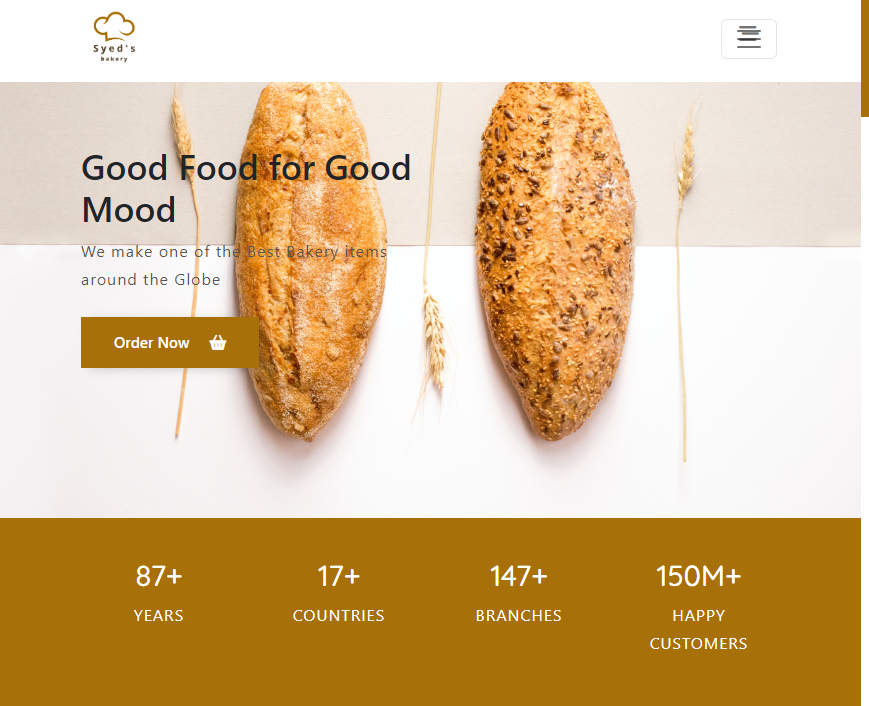 Syed's
bakery
Good Food for Good
Mood
We make one of the Best Bakery items
around the Globe
Order Now
87+ 17+ 147+ 150M+
YEARS COUNTRIES BRANCHES HAPPY
CUSTOMERS